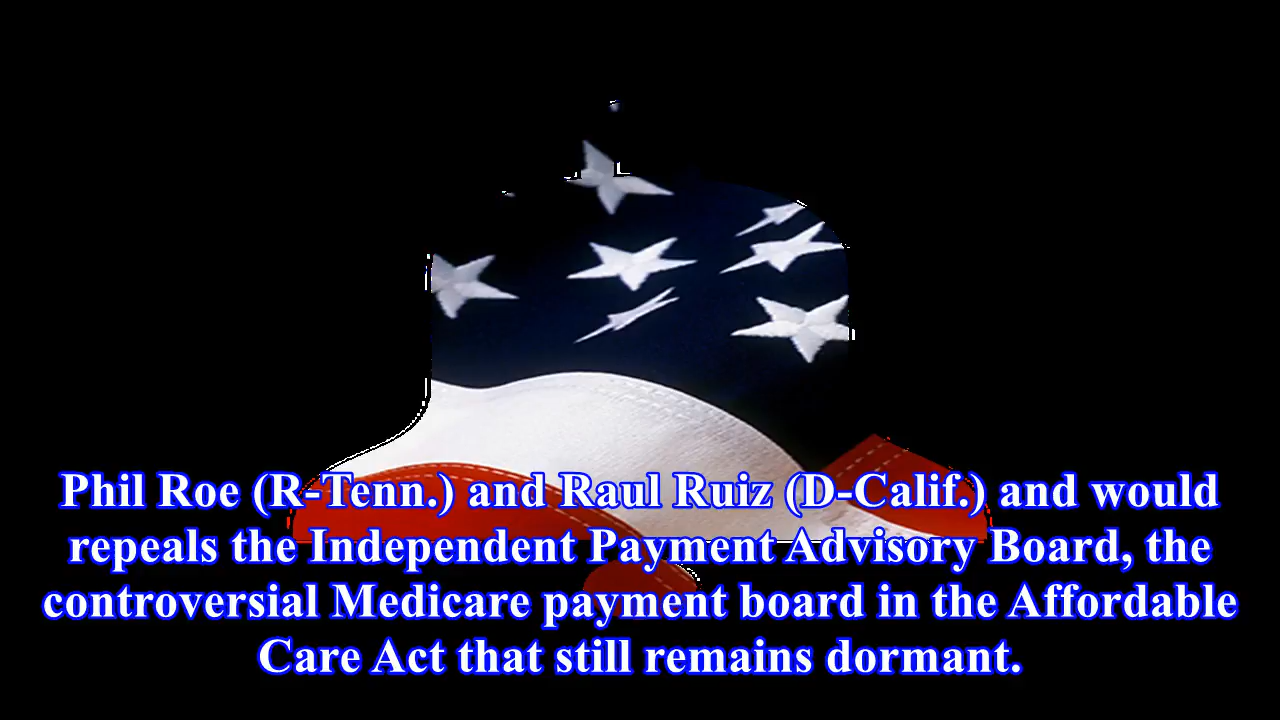 Phil Roe (R-Tenn.) and Raul Ruiz (D-Calif.) and would
repeals the Independent Payment Advisory Board, the
controversial Medicare payment board in the Affordable
Care Act that still remains dormant.